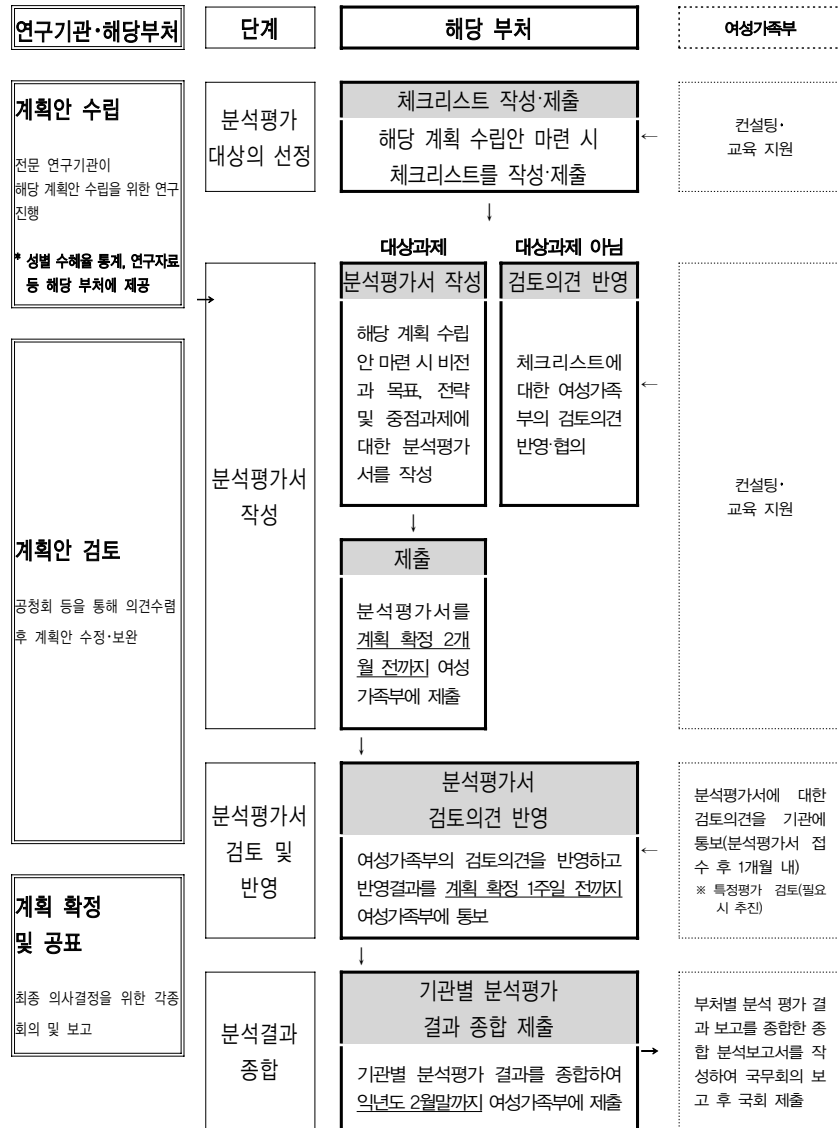 연구기관·해당부처
단계
해당 부처
여성가족부
계획안 수립
전문 연구기관이
해당 계획안 수립을 위한 연구
진행
* 성별 수혜율 통계, 연구자료
등 해당 부처에 제공
→
분석평가
대상의 선정
체크리스트 작성·제출
해당 계획 수립안 마련 시
체크리스트를 작성·제출
←
컨설팅·
교육 지원
↓
계획안 검토
공청회 등을 통해 의견수렴
후 계획안 수정·보완
분석평가서
작성
대상과제
분석평가서 작성
해당 계획 수립
안 마련 시 비전
과 목표, 전략
및 중점과제에
대한 분석평가
서를 작성
대상과제 아님
검토의견 반영
체크리스트에
대한 여성가족
부의 검토의견
반영·협의
←
컨설팅·
교육 지원
↓
제출
분석평가서를
계획 확정 2개
월 전까지 여성
가족부에 제출
↓
분석평가서
검토 및
반영
분석평가서
검토의견 반영
여성가족부의 검토의견을 반영하고
반영결과를 계획 확정 1주일 전까지
여성가족부에 통보
←
분석평가서에 대한
검토의견을 기관에
통보(분석평가서 접
수 후 1개월 내)
※ 특정평가 검토(필요
시 추진)
↓
계획 확정
및 공표
최종 의사결정을 위한 각종
회의 및 보고
분석결과
종합
기관별 분석평가
결과 종합 제출
기관별 분석평가 결과를 종합하여
익년도 2월말까지 여성가족부에 제출
→
부처별 분석 평가 결
과 보고를 종합한 종
합 분석보고서를 작
성하여 국무회의 보
고 후 국회 제출